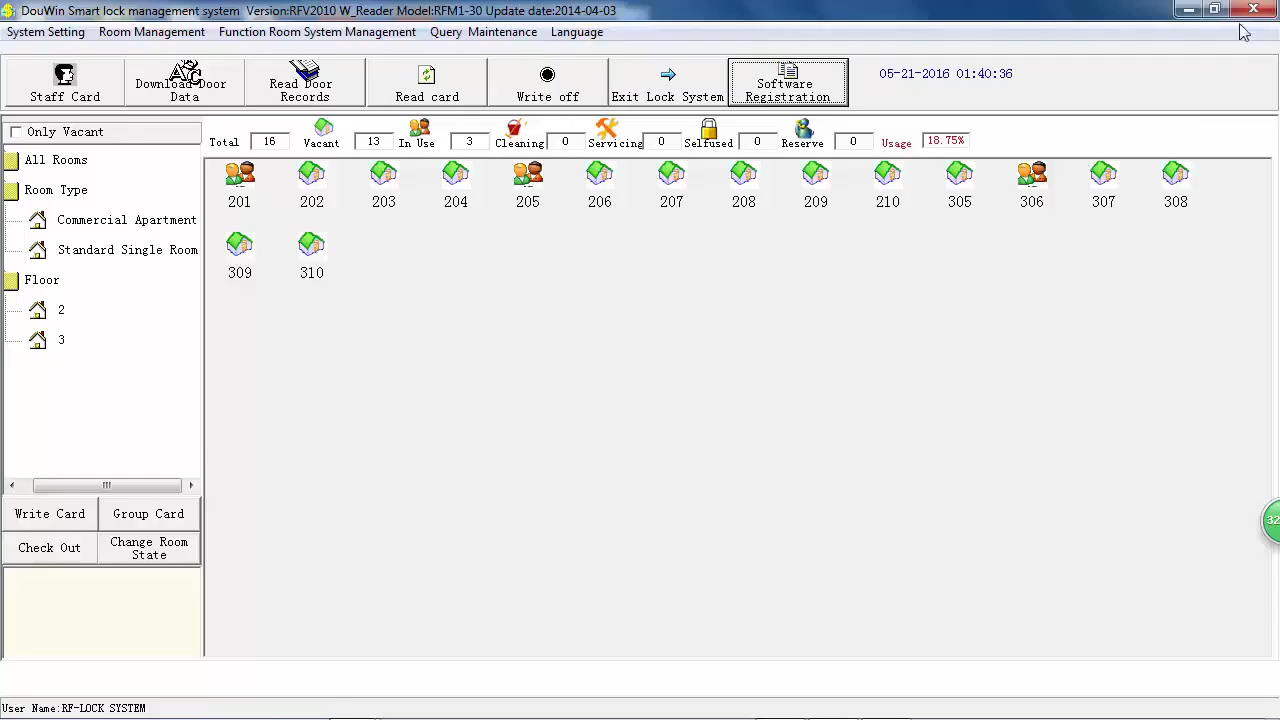 DouWin Smart lock management system  Version:RFV2010 W_Reader Model:RFM1-30 Update date:2014-04-03
System Setting Room Management Function Room System Management Query Maintenance Language
Staff Card
Download Door Data
Read Door Records
Read card
Write off
Exit Lock System
Software Registration
05-21-2016 01:40:36
Only Vacant
Total 16 Vacant 13 In Use 3 Cleaning 0 Servicing 0 Selfused 0 Reserve 0 Usage 18.75%
All Rooms
Room Type
Commercial Apartment
Standard Single Room
Floor
2
3
201 202 203 204 205 206 207 208 209 210 305 306 307 308
309 310
Write Card Group Card
Check Out Change Room State
32
User Name:RF-LOCK SYSTEM